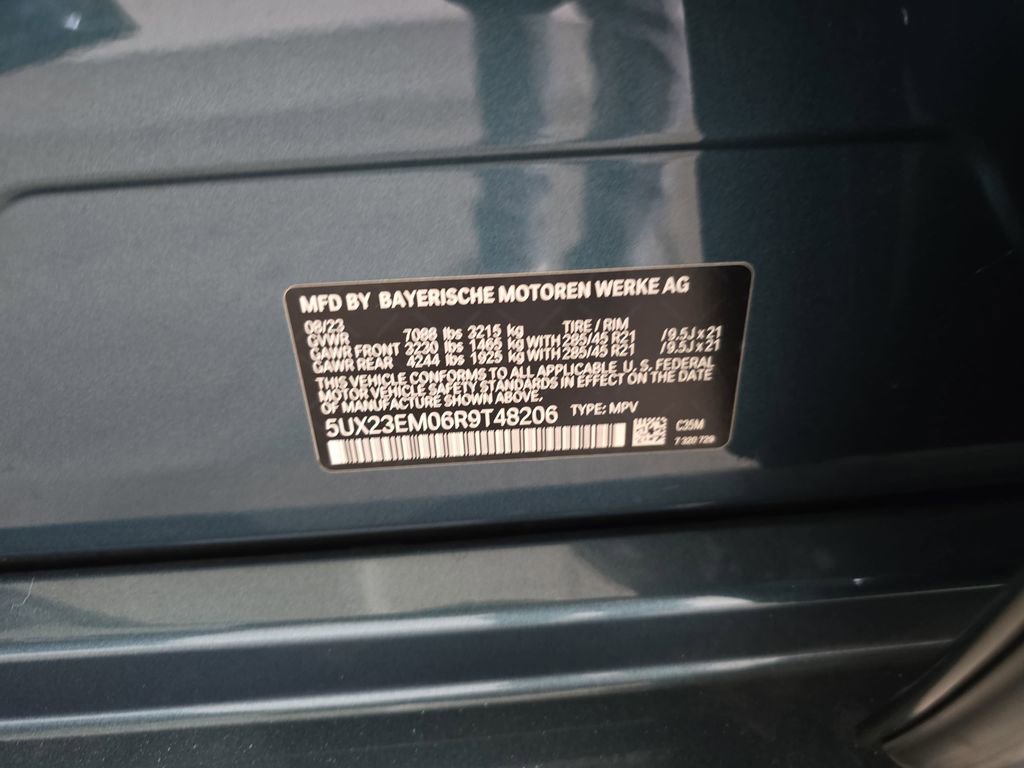 MFD BY BAYERISCHE MOTOREN WERKE AG
08/23 TIRE / RIM
GVWR 7088 lbs 3215 kg
GAWR FRONT 3230 lbs 1465 kg WITH 285/45 R21 /9.5J x 21
GAWR REAR 4244 lbs 1925 kg WITH 285/45 R21 /9.5J x 21
THIS VEHICLE CONFORMS TO ALL APPLICABLE U. S. FEDERAL
MOTOR VEHICLE SAFETY STANDARDS IN EFFECT ON THE DATE
OF MANUFACTURE SHOWN ABOVE.
5UX23EM06R9T48206 TYPE: MPV
C35M
7 320 729